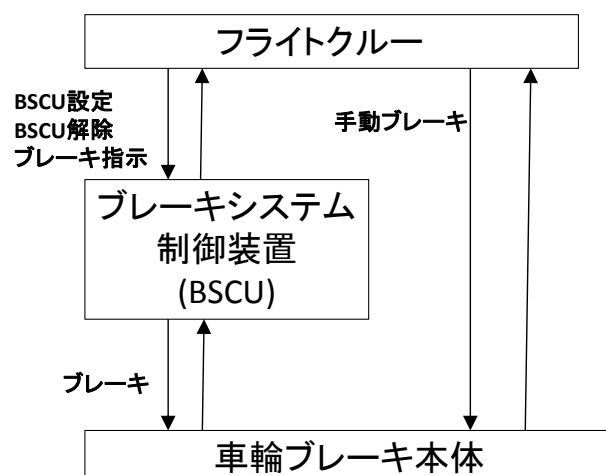 フライトクルー
BSCU設定
BSCU解除
ブレーキ指示
手動ブレーキ
ブレーキシステム
制御装置
(BSCU)
ブレーキ
車輪ブレーキ本体